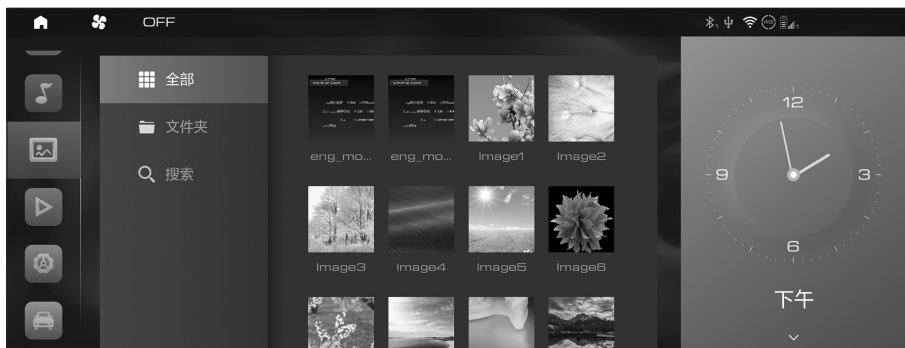 OFF
全部
文件夹
搜索
eng_mo... eng_mo... Image1 Image2
Image3 Image4 Image5 Image6
12
9 3
6
下午